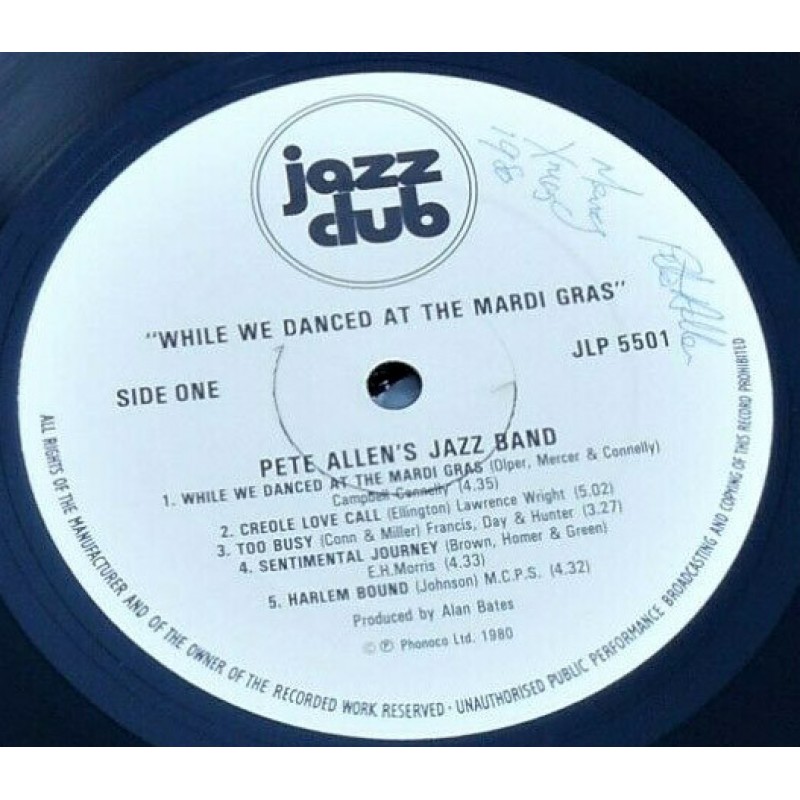 jazz
club
Merry
Xmas
1980
Pete Allen
"WHILE WE DANCED AT THE MARDI GRAS"
SIDE ONE
JLP 5501
PETE ALLEN'S JAZZ BAND
1. WHILE WE DANCED AT THE MARDI GRAS (Olper, Mercer & Connelly)
Campbell Connelly (4.35)
2. CREOLE LOVE CALL (Ellington) Lawrence Wright (5.02)
3. TOO BUSY (Conn & Miller) Francis, Day & Hunter (3.27)
4. SENTIMENTAL JOURNEY (Brown, Homer & Green)
E.H.Morris (4.33)
5. HARLEM BOUND (Johnson) M.C.P.S. (4.32)
Produced by Alan Bates
© ℗ Phonoco Ltd. 1980
ALL RIGHTS OF THE MANUFACTURER AND OF THE OWNER OF THE RECORDED WORK RESERVED · UNAUTHORISED PUBLIC PERFORMANCE BROADCASTING AND COPYING OF THIS RECORD PROHIBITED